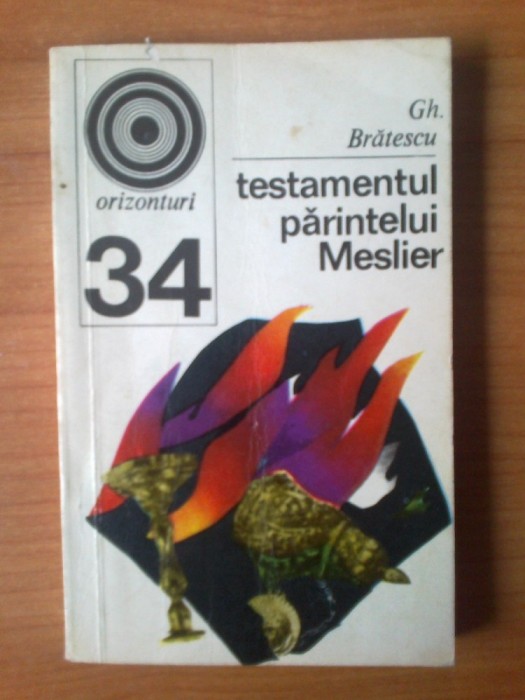 orizonturi
34
Gh.
Brătescu
testamentul
părintelui
Meslier